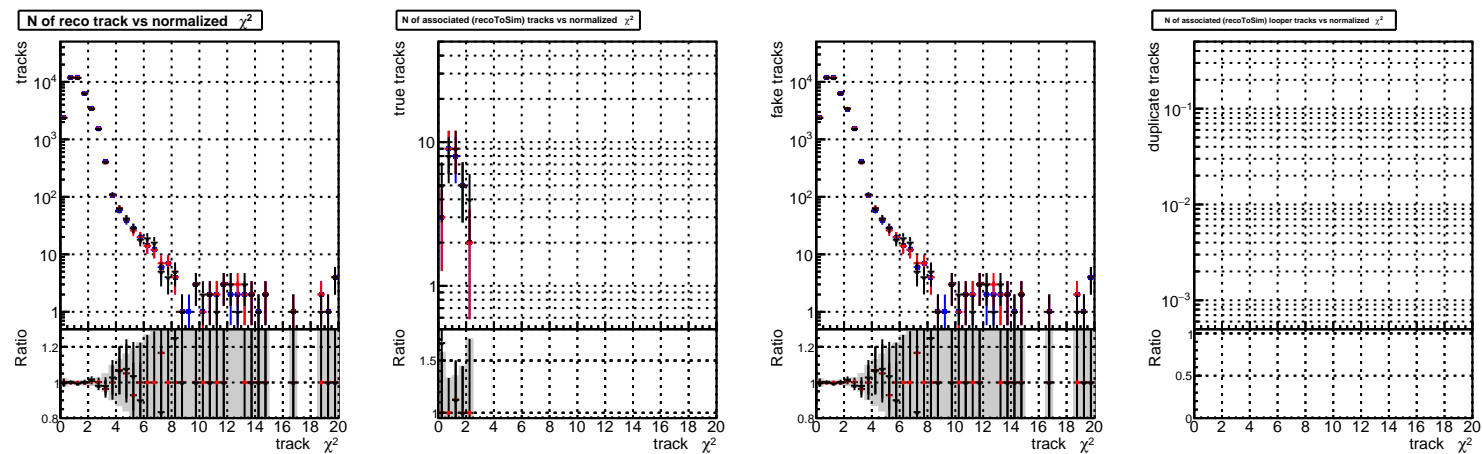 N of reco track vs normalized χ²
tracks
10⁴
10³
10²
10
1
Ratio
1.2
1
0.8
0 2 4 6 8 10 12 14 16 18 20
track χ²
N of associated (recoToSim) tracks vs normalized χ²
true tracks
10
1
Ratio
1.5
1
0 2 4 6 8 10 12 14 16 18 20
track χ²
fake tracks
10⁴
10³
10²
10
1
Ratio
1.2
1
0.8
0 2 4 6 8 10 12 14 16 18 20
track χ²
N of associated (recoToSim) looper tracks vs normalized χ²
duplicate tracks
10⁻¹
10⁻²
10⁻³
Ratio
1
0.5
0
0 2 4 6 8 10 12 14 16 18 20
track χ²